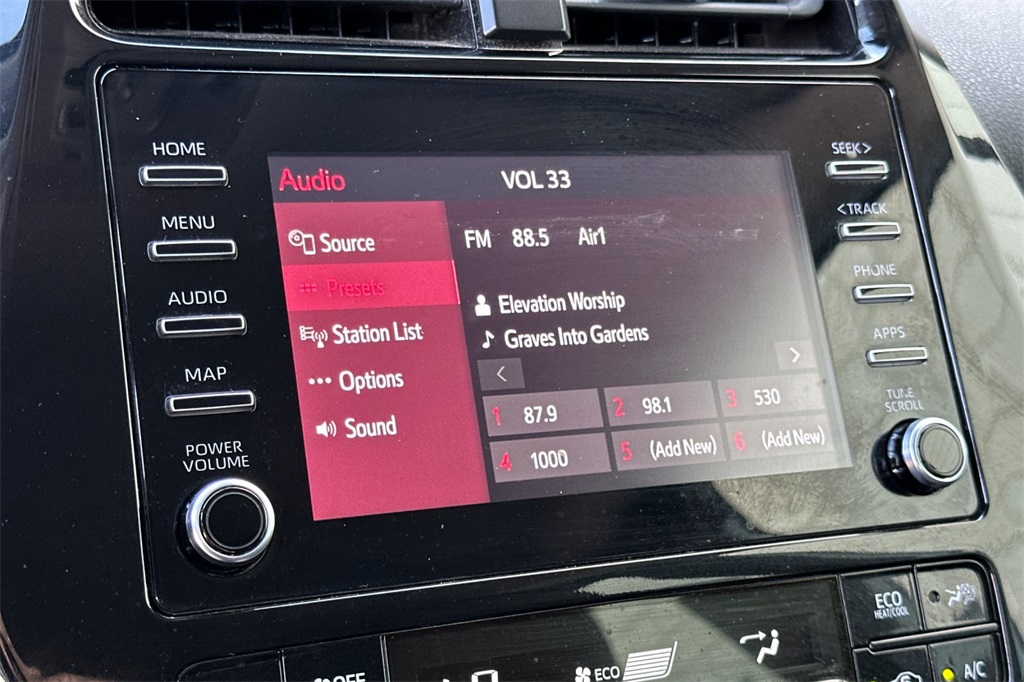 HOME
MENU
AUDIO
MAP
POWER
VOLUME
Audio VOL 33
Source
Presets
Station List
Options
Sound
FM 88.5 Air1
Elevation Worship
Graves Into Gardens
< >
1 87.9 2 98.1 3 530
4 1000 5 (Add New) 6 (Add New)
SEEK >
< TRACK
PHONE
APPS
TUNE
SCROLL
OFF
ECO
ECO
HEAT/COOL
A/C